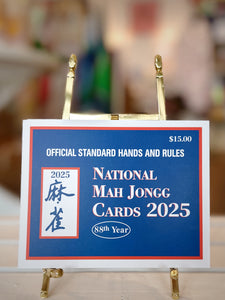 $15.00
OFFICIAL STANDARD HANDS AND RULES
2025
麻
雀
NATIONAL
MAH JONGG
CARDS 2025
88th Year